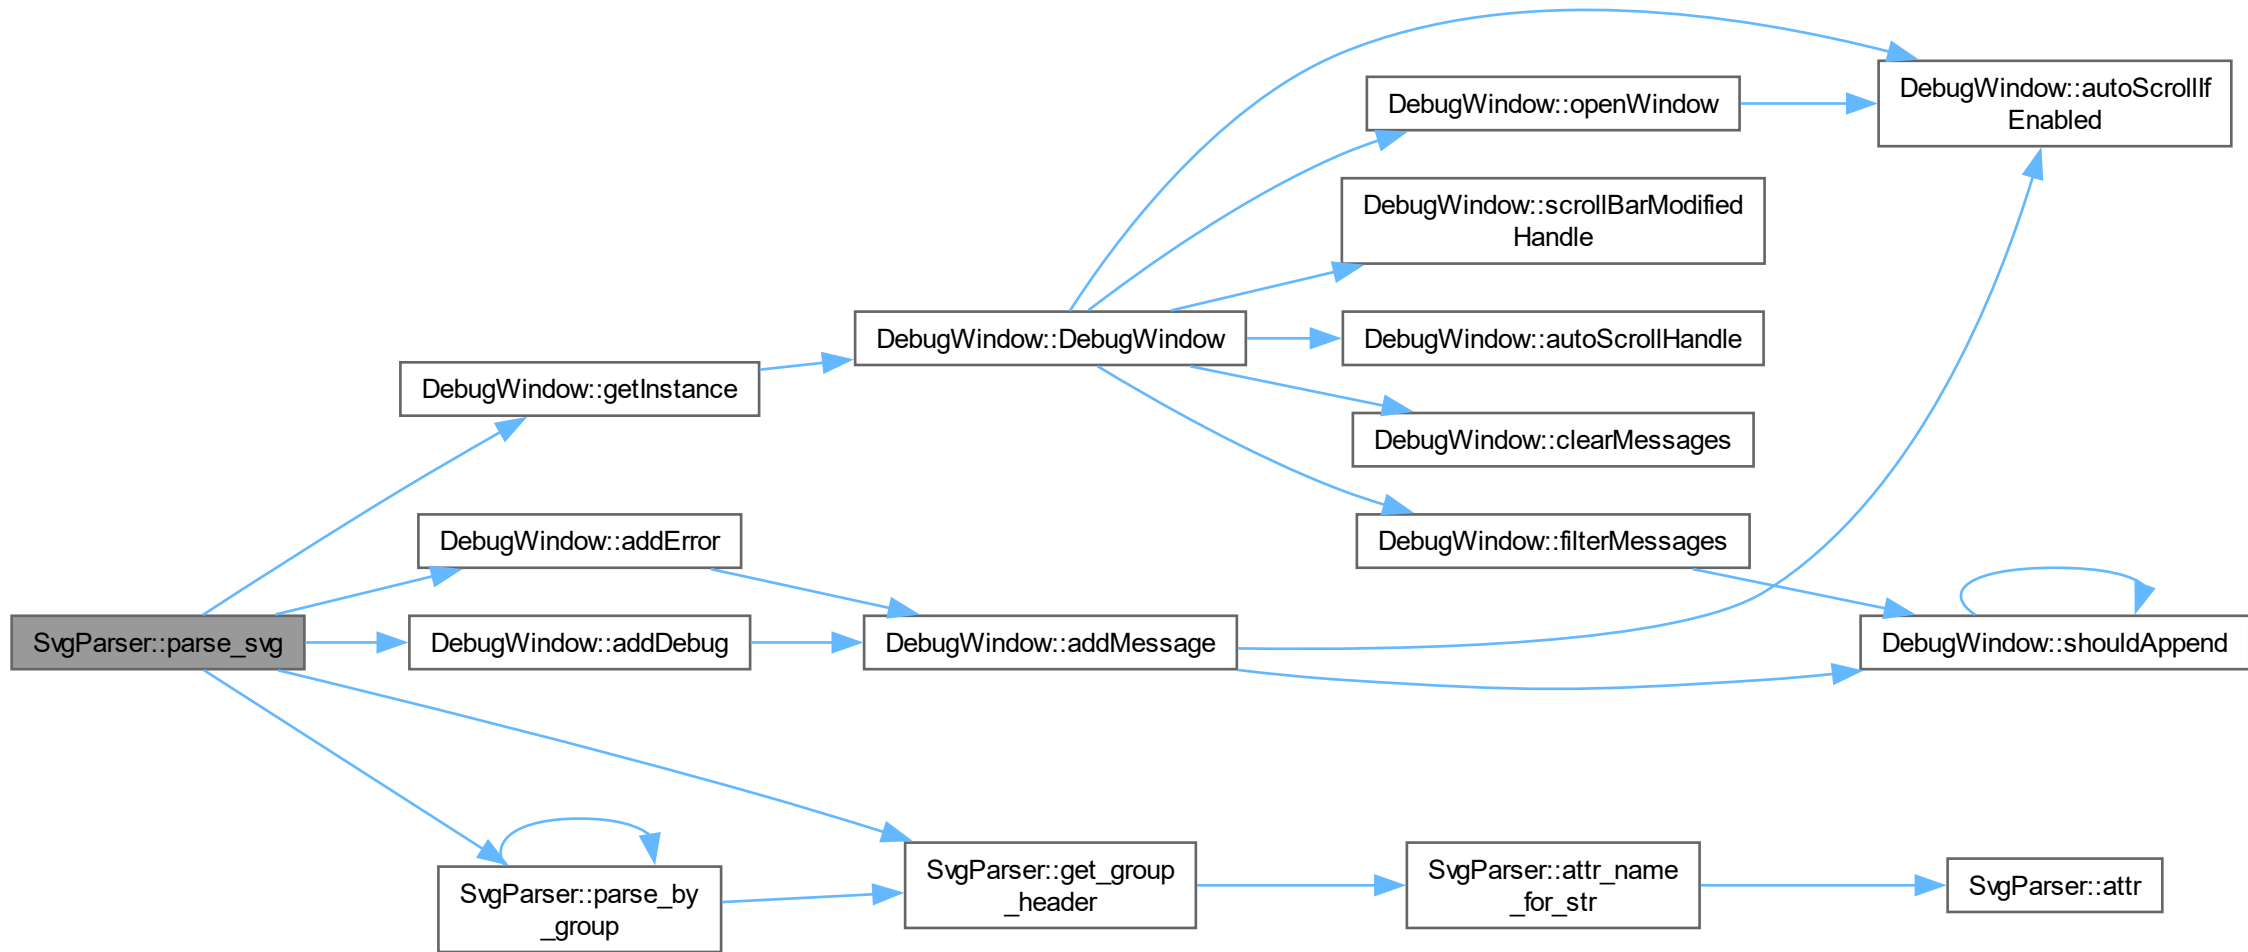 DebugWindow::autoScrollIf
Enabled
DebugWindow::openWindow
DebugWindow::scrollBarModified
Handle
DebugWindow::DebugWindow
DebugWindow::autoScrollHandle
DebugWindow::getInstance
DebugWindow::clearMessages
DebugWindow::addError
DebugWindow::filterMessages
SvgParser::parse_svg
DebugWindow::addDebug
DebugWindow::addMessage
DebugWindow::shouldAppend
SvgParser::parse_by
_group
SvgParser::get_group
_header
SvgParser::attr_name
_for_str
SvgParser::attr